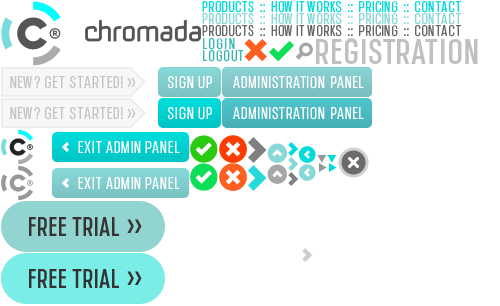 PRODUCTS :: HOW IT WORKS :: PRICING :: CONTACT
PRODUCTS :: HOW IT WORKS :: PRICING :: CONTACT
PRODUCTS :: HOW IT WORKS :: PRICING :: CONTACT
C® chromada
LOGIN
LOGOUT
REGISTRATION
NEW? GET STARTED! »
SIGN UP
ADMINISTRATION PANEL
NEW? GET STARTED! »
SIGN UP
ADMINISTRATION PANEL
C®
EXIT ADMIN PANEL
C®
EXIT ADMIN PANEL
FREE TRIAL »
FREE TRIAL »